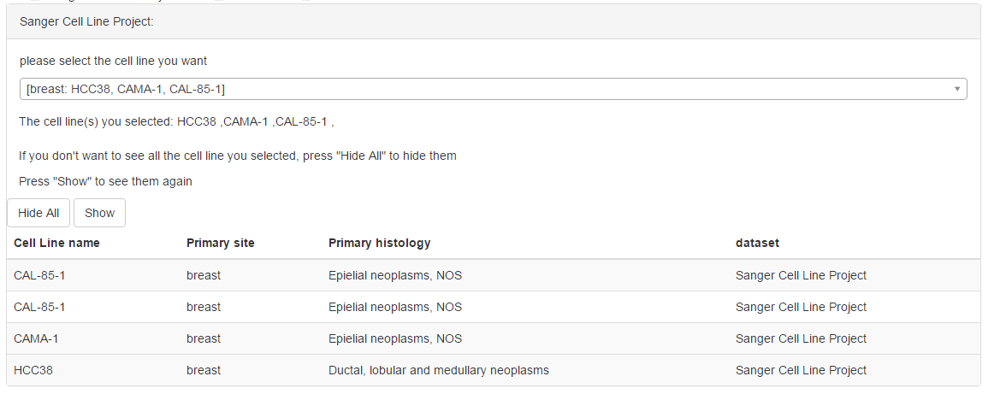 Sanger Cell Line Project:
please select the cell line you want
[breast: HCC38, CAMA-1, CAL-85-1]
The cell line(s) you selected: HCC38 ,CAMA-1 ,CAL-85-1 ,
If you don't want to see all the cell line you selected, press "Hide All" to hide them
Press "Show" to see them again
Hide All Show
Cell Line name Primary site Primary histology dataset
CAL-85-1 breast Epielial neoplasms, NOS Sanger Cell Line Project
CAL-85-1 breast Epielial neoplasms, NOS Sanger Cell Line Project
CAMA-1 breast Epielial neoplasms, NOS Sanger Cell Line Project
HCC38 breast Ductal, lobular and medullary neoplasms Sanger Cell Line Project